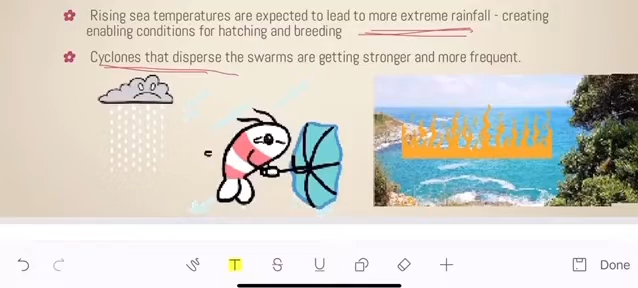 Rising sea temperatures are expected to lead to more extreme rainfall - creating
enabling conditions for hatching and breeding
Cyclones that disperse the swarms are getting stronger and more frequent.
T S U Done